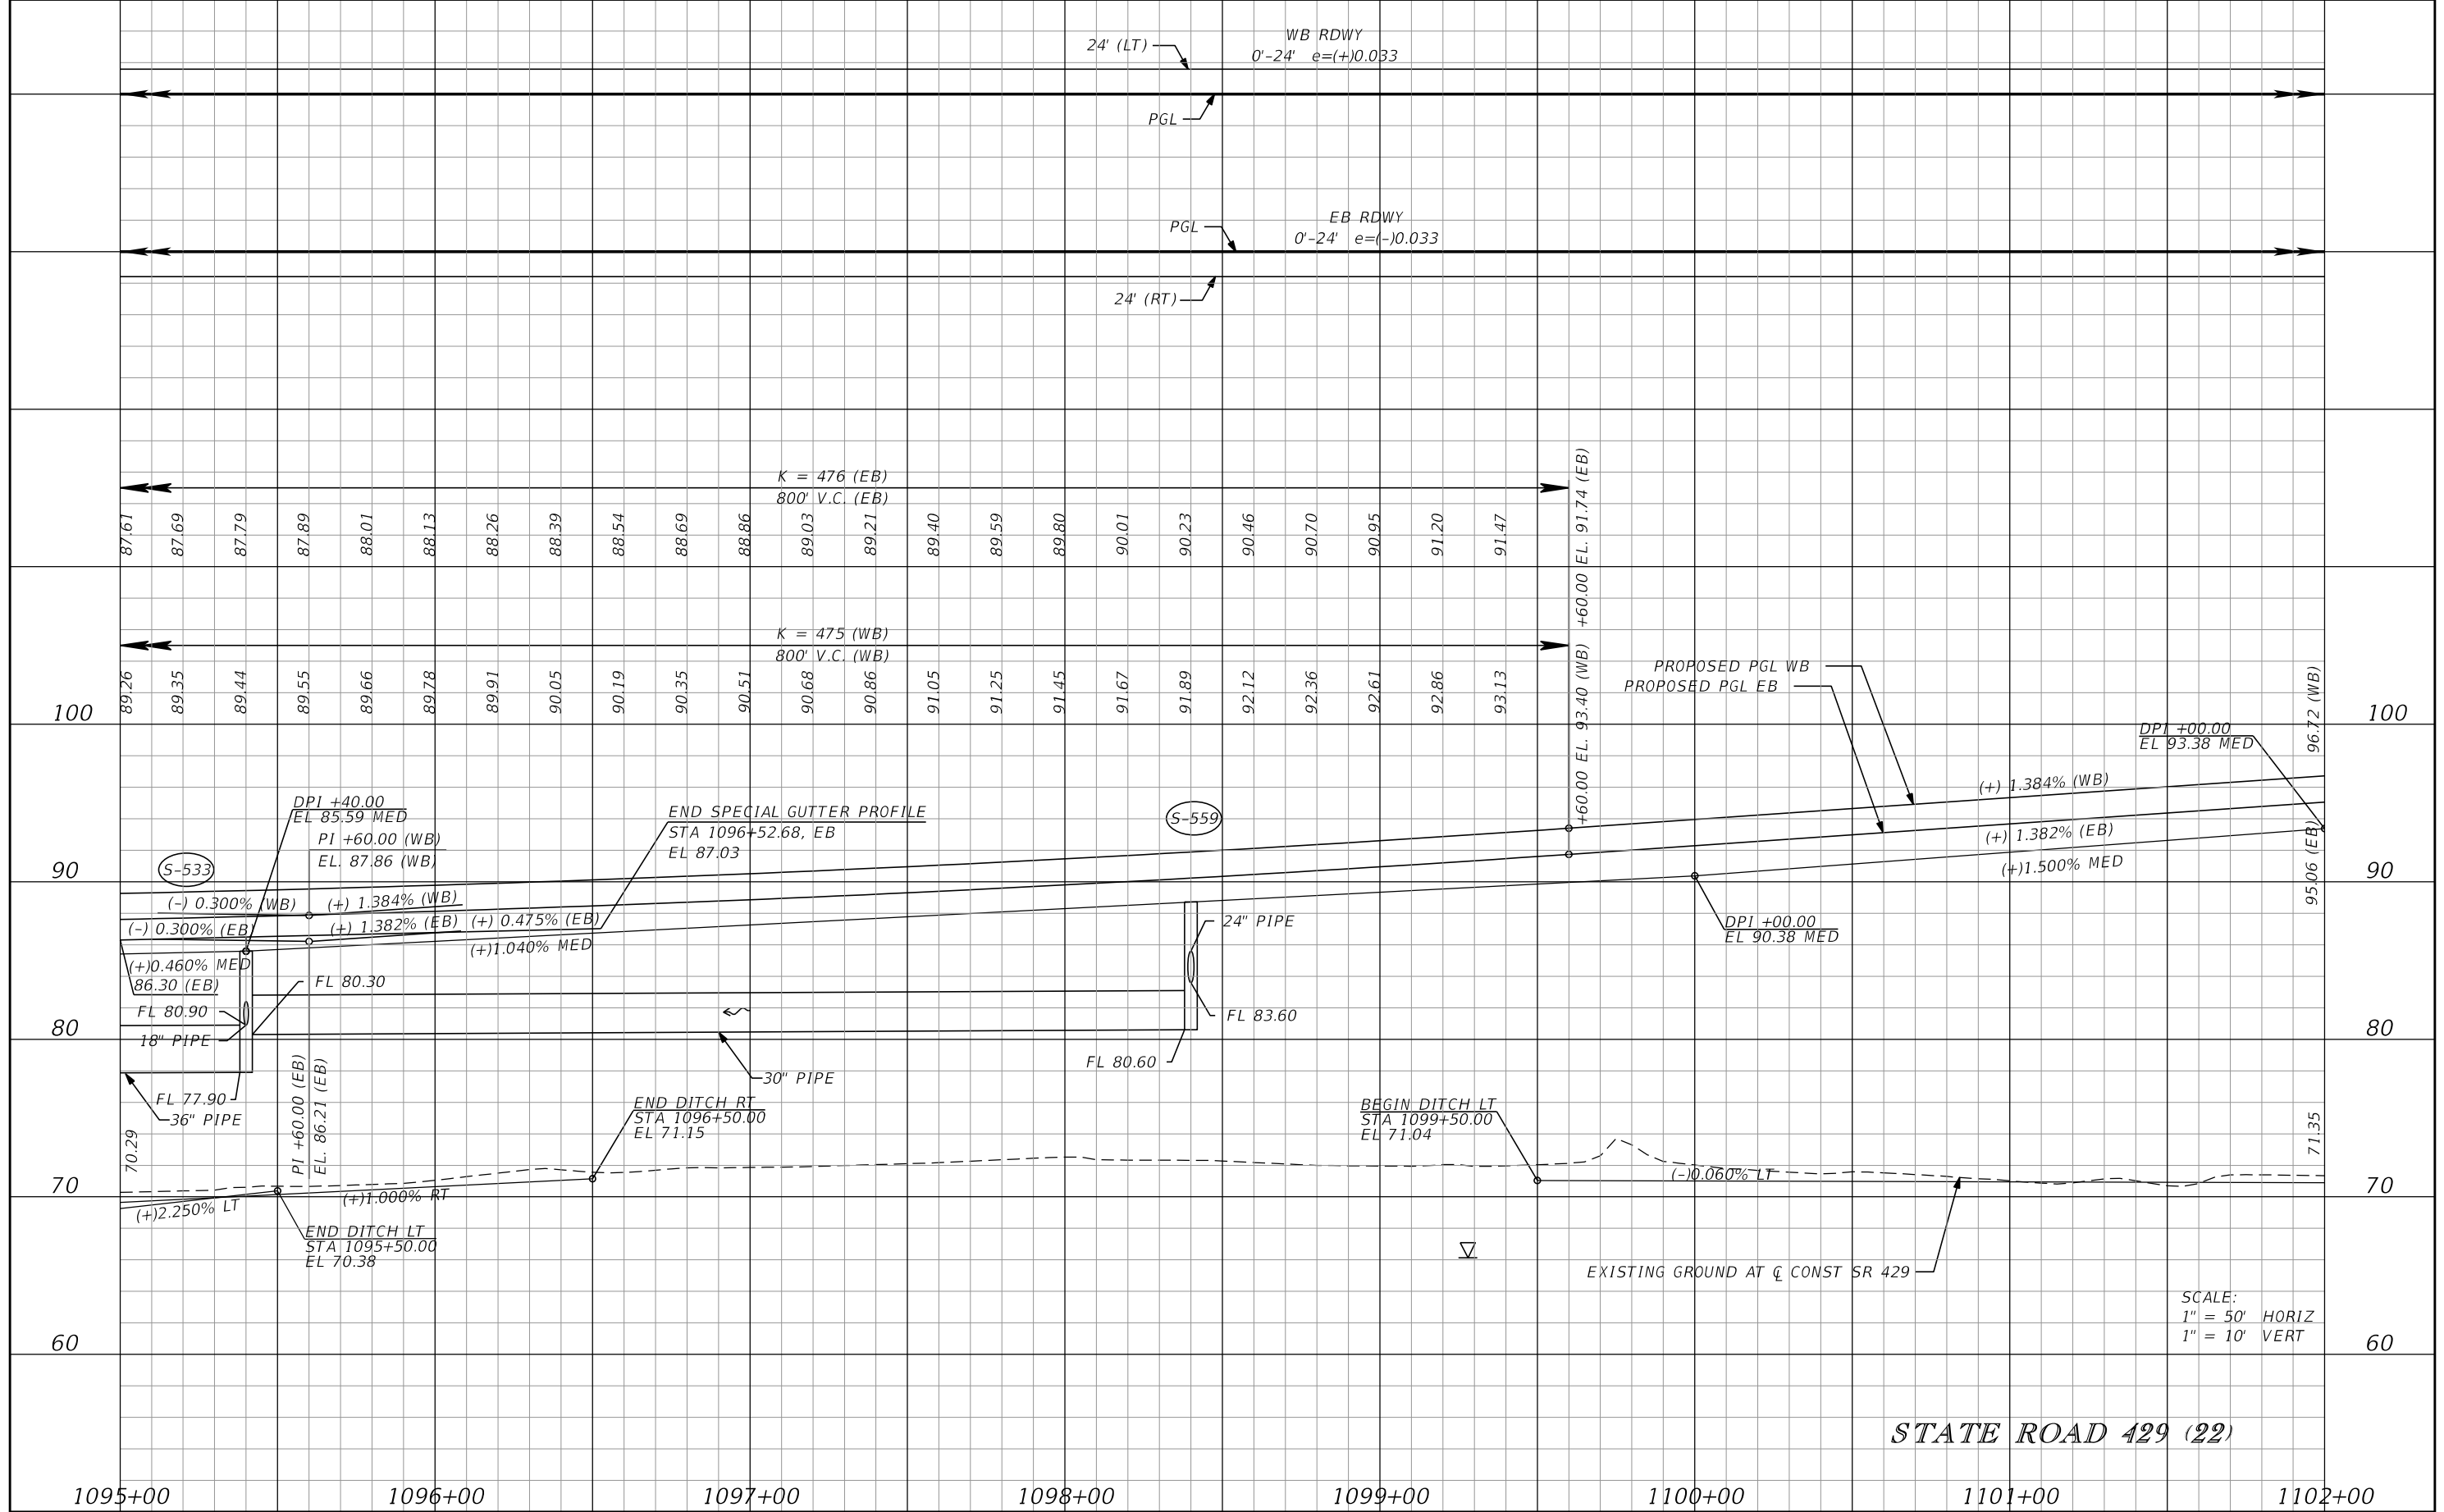 24' (LT)
WB RDWY
0'-24' e=(+)0.033
PGL
EB RDWY
PGL
0'-24' e=(-)0.033
24' (RT)
K = 476 (EB)
800' V.C. (EB)
87.61 87.69 87.79 87.89 88.01 88.13 88.26 88.39 88.54 88.69 88.86 89.03 89.21 89.40 89.59 89.80 90.01 90.23 90.46 90.70 90.95 91.20 91.47
+60.00 EL. 91.74 (EB)
K = 475 (WB)
800' V.C. (WB)
89.26 89.35 89.44 89.55 89.66 89.78 89.91 90.05 90.19 90.35 90.51 90.68 90.86 91.05 91.25 91.45 91.67 91.89 92.12 92.36 92.61 92.86 93.13
+60.00 EL. 93.40 (WB)
PROPOSED PGL WB
PROPOSED PGL EB
96.72 (WB)
100
100
DPI +00.00
EL 93.38 MED
(+) 1.384% (WB)
DPI +40.00
EL 85.59 MED
PI +60.00 (WB)
EL. 87.86 (WB)
END SPECIAL GUTTER PROFILE
STA 1096+52.68, EB
EL 87.03
S-559
(+) 1.382% (EB)
95.06 (EB)
(+)1.500% MED
90
S-533
90
(-) 0.300% (WB)
(+) 1.384% (WB)
(-) 0.300% (EB)
(+) 1.382% (EB)
(+) 0.475% (EB)
(+)1.040% MED
24" PIPE
DPI +00.00
EL 90.38 MED
(+)0.460% MED
86.30 (EB)
FL 80.30
FL 80.90
18" PIPE
FL 83.60
80
80
FL 80.60
30" PIPE
PI +60.00 (EB)
EL. 86.21 (EB)
FL 77.90
36" PIPE
70.29
END DITCH RT
STA 1096+50.00
EL 71.15
BEGIN DITCH LT
STA 1099+50.00
EL 71.04
71.35
70
70
(-)0.060% LT
(+)1.000% RT
(+)2.250% LT
END DITCH LT
STA 1095+50.00
EL 70.38
EXISTING GROUND AT ℄ CONST SR 429
SCALE:
1" = 50' HORIZ
1" = 10' VERT
60
60
STATE ROAD 429 (22)
1095+00 1096+00 1097+00 1098+00 1099+00 1100+00 1101+00 1102+00